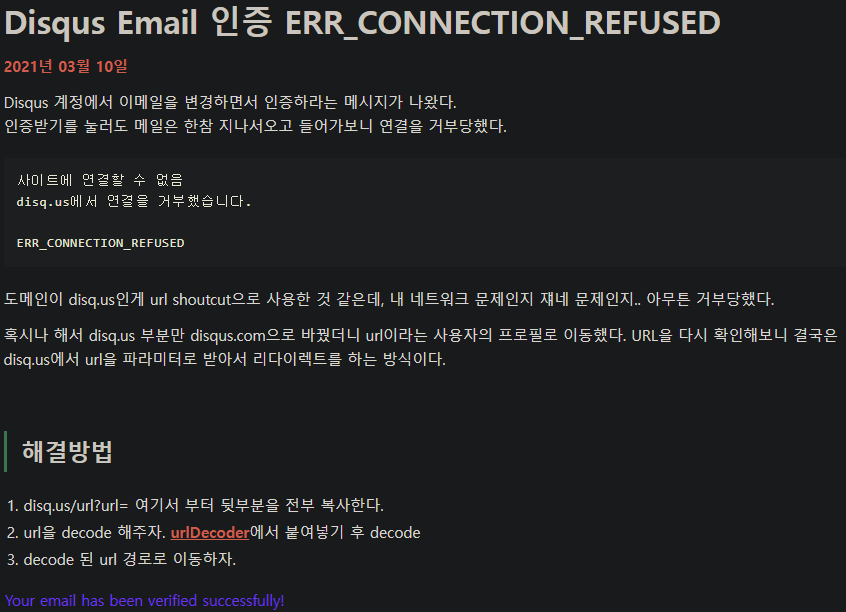 Disqus Email 인증 ERR_CONNECTION_REFUSED
2021년 03월 10일
Disqus 계정에서 이메일을 변경하면서 인증하라는 메시지가 나왔다.
인증받기를 눌러도 메일은 한참 지나서오고 들어가보니 연결을 거부당했다.
사이트에 연결할 수 없음
disq.us에서 연결을 거부했습니다.
ERR_CONNECTION_REFUSED
도메인이 disq.us인게 url shoutcut으로 사용한 것 같은데, 내 네트워크 문제인지 쟤네 문제인지.. 아무튼 거부당했다.
혹시나 해서 disq.us 부분만 disqus.com으로 바꿨더니 url이라는 사용자의 프로필로 이동했다. URL을 다시 확인해보니 결국은
disq.us에서 url을 파라미터로 받아서 리다이렉트를 하는 방식이다.
해결방법
1. disq.us/url?url= 여기서 부터 뒷부분을 전부 복사한다.
2. url을 decode 해주자. urlDecoder에서 붙여넣기 후 decode
3. decode 된 url 경로로 이동하자.
Your email has been verified successfully!